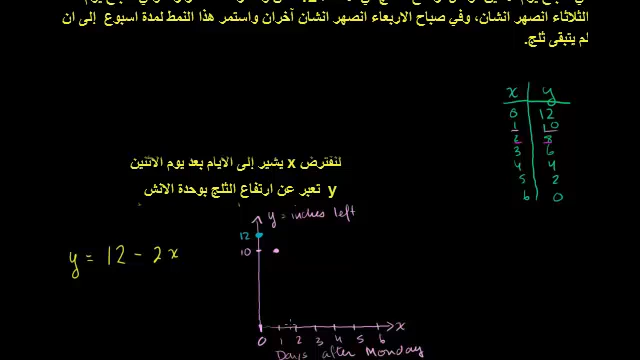 الثلاثاء انصهر انشان، وفي صباح الاربعاء انصهر انشان آخران واستمر هذا النمط لمدة اسبوع إلى ان
لم يتبقى ثلج.
x y
0 12
1 10
2 8
3 6
4 4
5 2
6 0
لنفترض x يشير إلى الايام بعد يوم الاثنين
y تعبر عن ارتفاع الثلج بوحدة الانش
y = inches left
12
10
y = 12 - 2x
x
0 1 2 3 4 5 6
Days after Monday